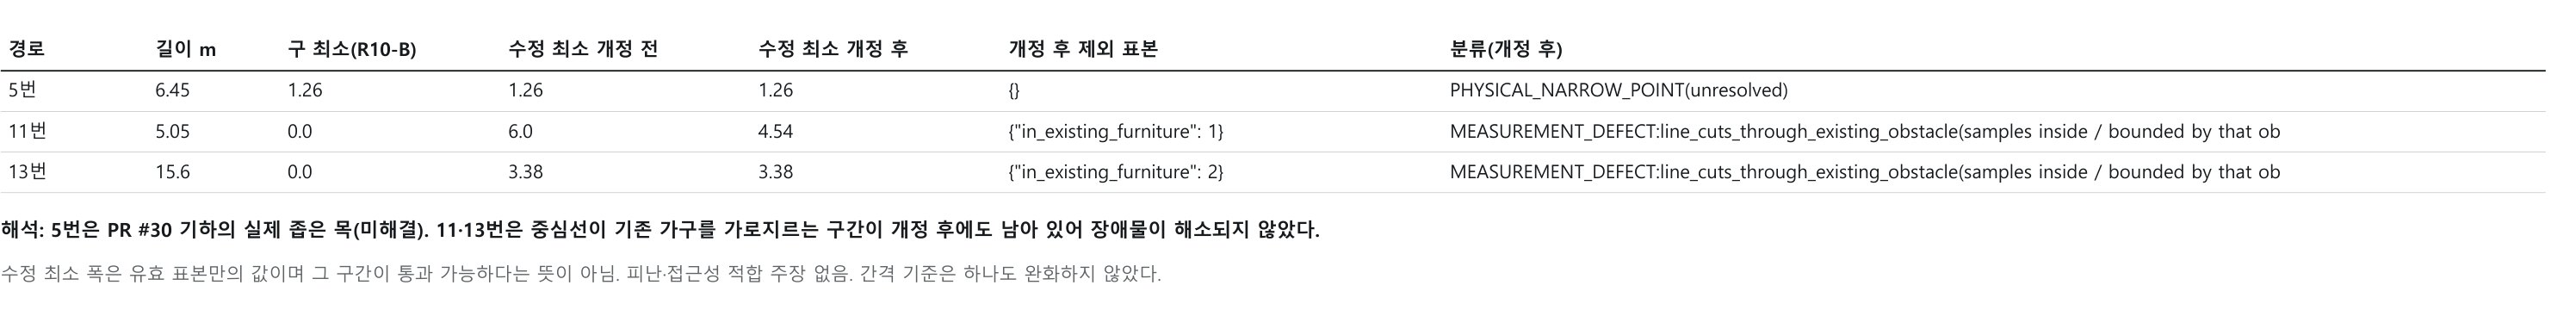 경로 길이 m 구 최소(R10-B) 수정 최소 개정 전 수정 최소 개정 후 개정 후 제외 표본 분류(개정 후)
5번 6.45 1.26 1.26 1.26 {} PHYSICAL_NARROW_POINT(unresolved)
11번 5.05 0.0 6.0 4.54 {"in_existing_furniture": 1} MEASUREMENT_DEFECT:line_cuts_through_existing_obstacle(samples inside / bounded by that ob
13번 15.6 0.0 3.38 3.38 {"in_existing_furniture": 2} MEASUREMENT_DEFECT:line_cuts_through_existing_obstacle(samples inside / bounded by that ob
해석: 5번은 PR #30 기하의 실제 좁은 목(미해결). 11·13번은 중심선이 기존 가구를 가로지르는 구간이 개정 후에도 남아 있어 장애물이 해소되지 않았다.
수정 최소 폭은 유효 표본만의 값이며 그 구간이 통과 가능하다는 뜻이 아님. 피난·접근성 적합 주장 없음. 간격 기준은 하나도 완화하지 않았다.